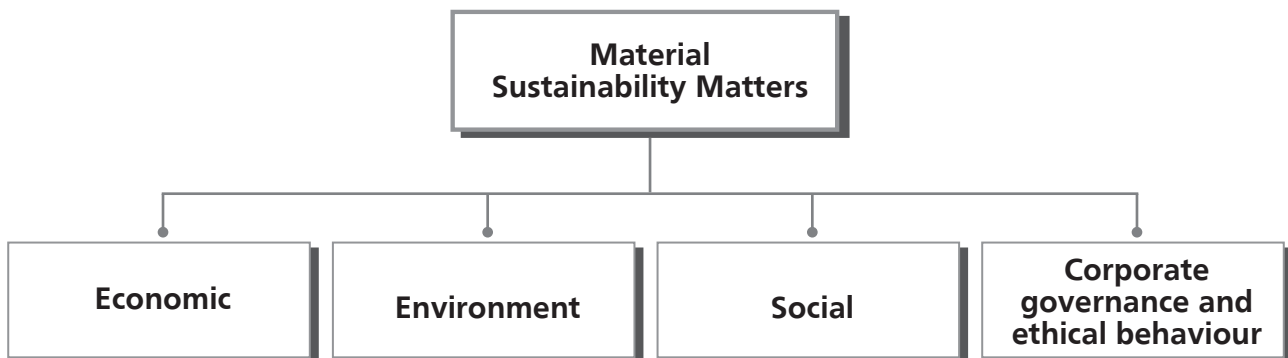 Material
Sustainability Matters
Economic
Environment
Social
Corporate
governance and
ethical behaviour